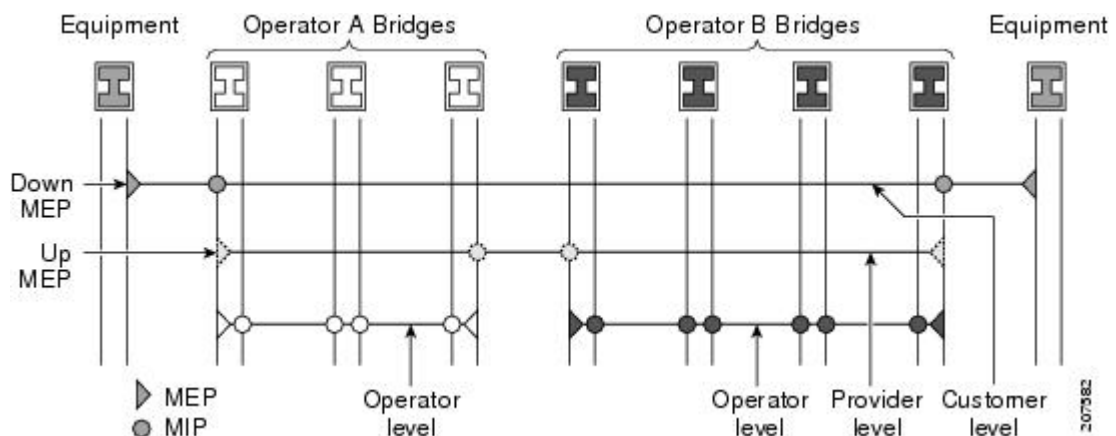 Equipment
Operator A Bridges
Operator B Bridges
Equipment
Down
MEP
Up
MEP
MEP
MIP
Operator
level
Operator
level
Provider
level
Customer
level
207582